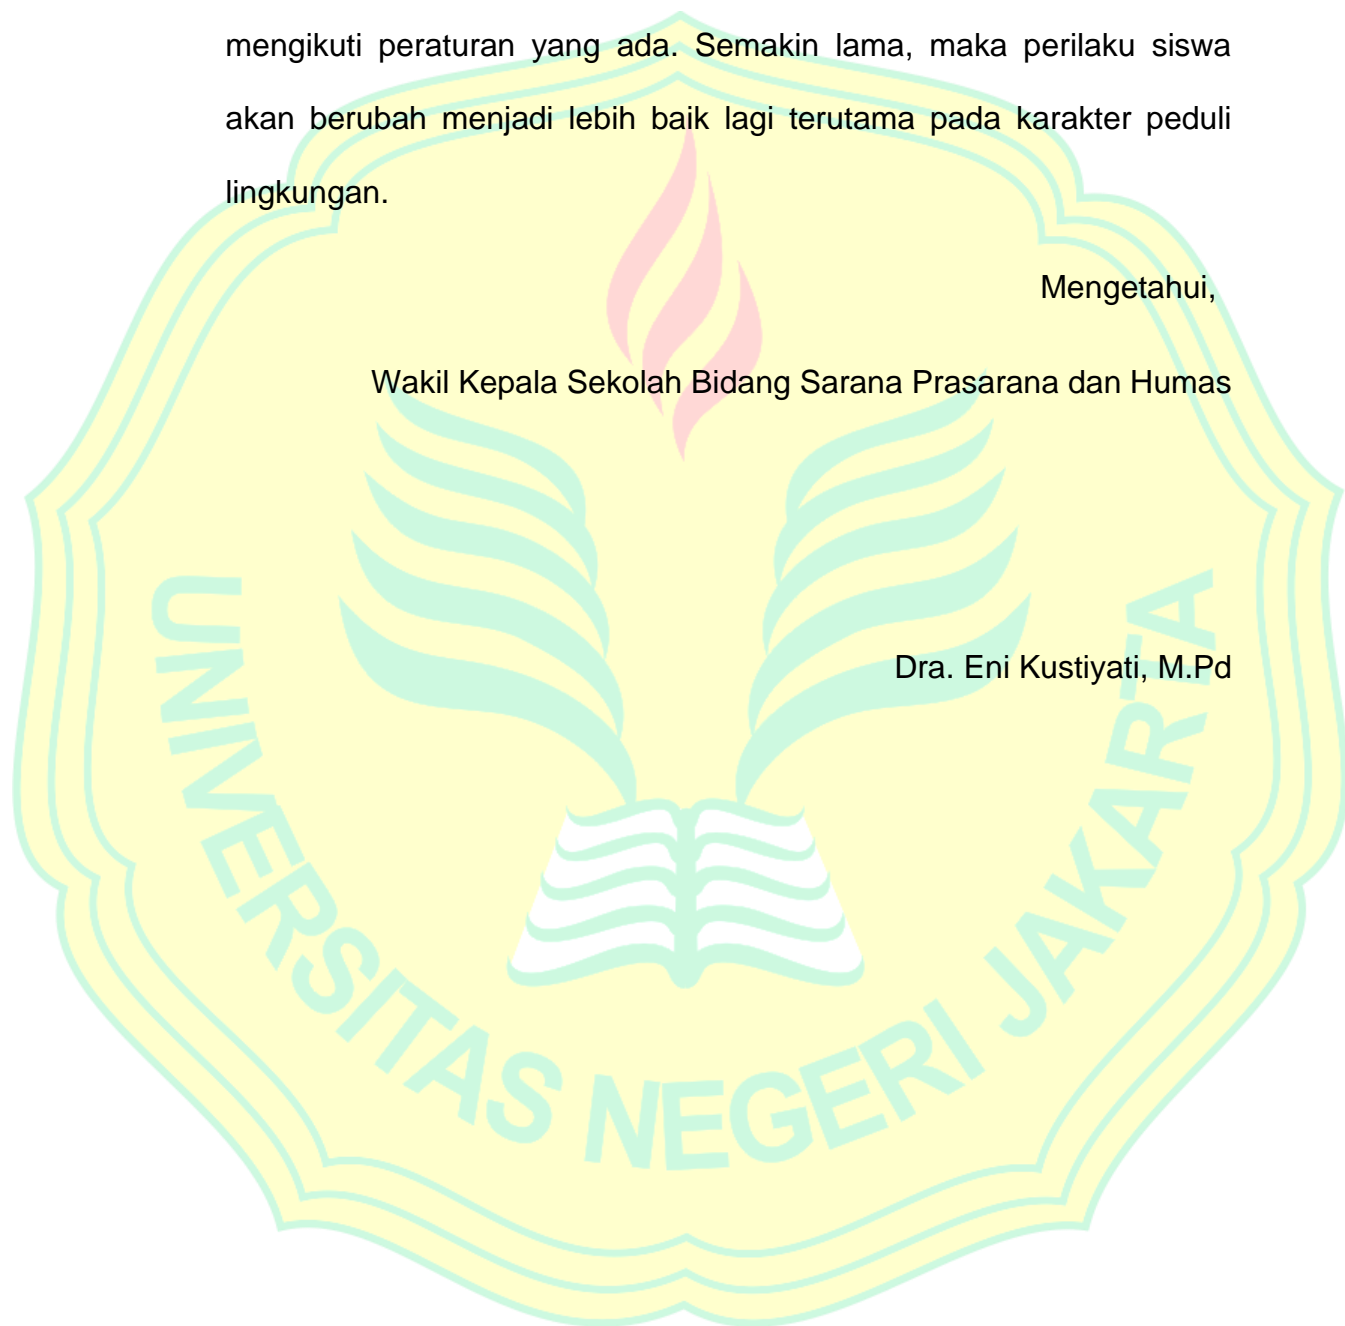 mengikuti peraturan yang ada. Semakin lama, maka perilaku siswa
akan berubah menjadi lebih baik lagi terutama pada karakter peduli
lingkungan.
Mengetahui,
Wakil Kepala Sekolah Bidang Sarana Prasarana dan Humas
Dra. Eni Kustiyati, M.Pd
UNIVERSITAS NEGERI JAKARTA